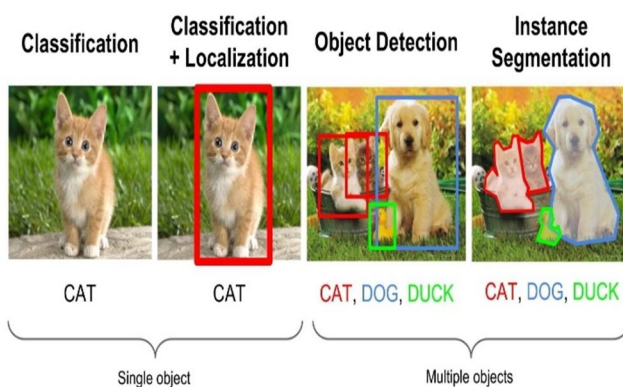 Classification
Classification
+ Localization
Object Detection
Instance
Segmentation
CAT
CAT
CAT, DOG, DUCK
CAT, DOG, DUCK
Single object
Multiple objects